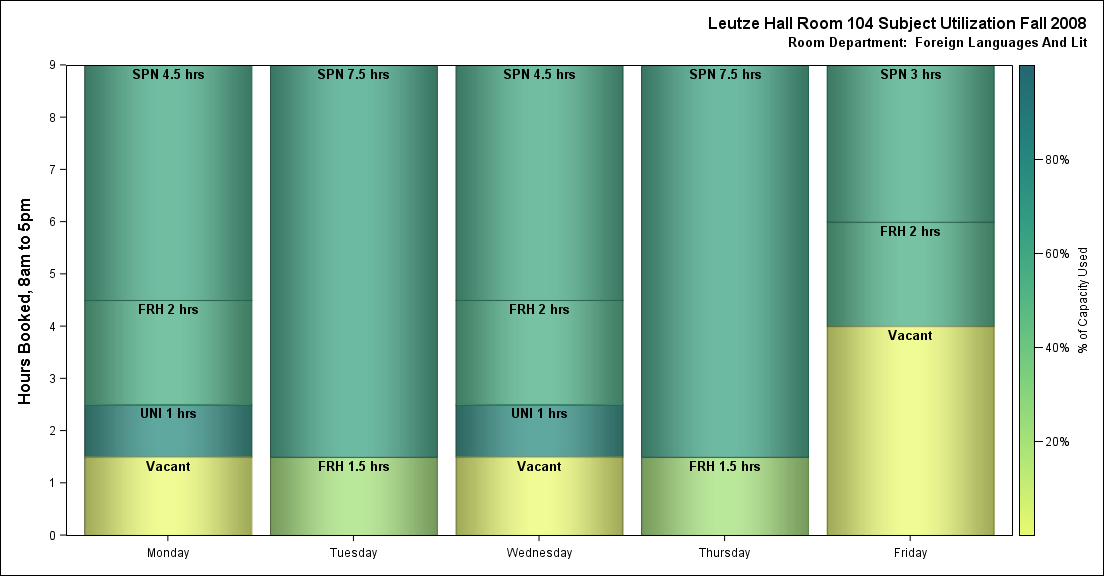 Leutze Hall Room 104 Subject Utilization Fall 2008
Room Department: Foreign Languages And Lit
Hours Booked, 8am to 5pm
9
8
7
6
5
4
3
2
1
0
SPN 4.5 hrs
FRH 2 hrs
UNI 1 hrs
Vacant
Monday
SPN 7.5 hrs
FRH 1.5 hrs
Tuesday
SPN 4.5 hrs
FRH 2 hrs
UNI 1 hrs
Vacant
Wednesday
SPN 7.5 hrs
FRH 1.5 hrs
Thursday
SPN 3 hrs
FRH 2 hrs
Vacant
Friday
80%
60%
40%
20%
% of Capacity Used